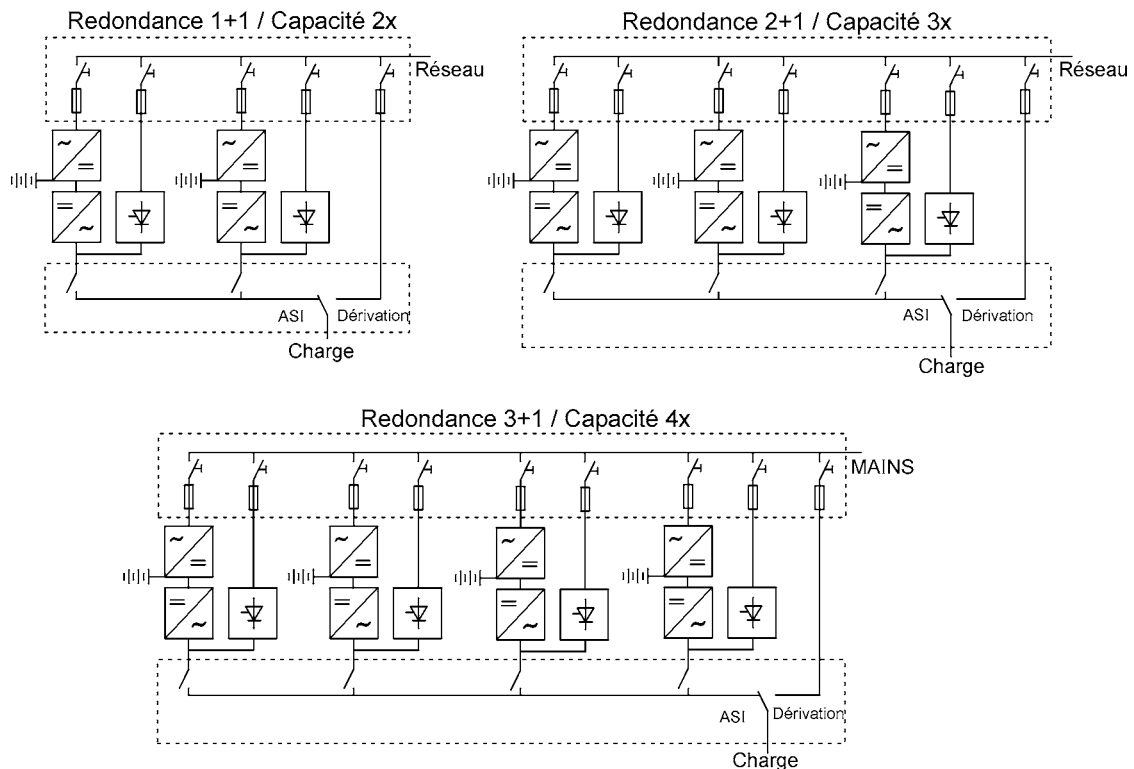 Redondance 1+1 / Capacité 2x
Réseau
ASI
Dérivation
Charge
Redondance 2+1 / Capacité 3x
Réseau
ASI
Dérivation
Charge
Redondance 3+1 / Capacité 4x
MAINS
ASI
Dérivation
Charge